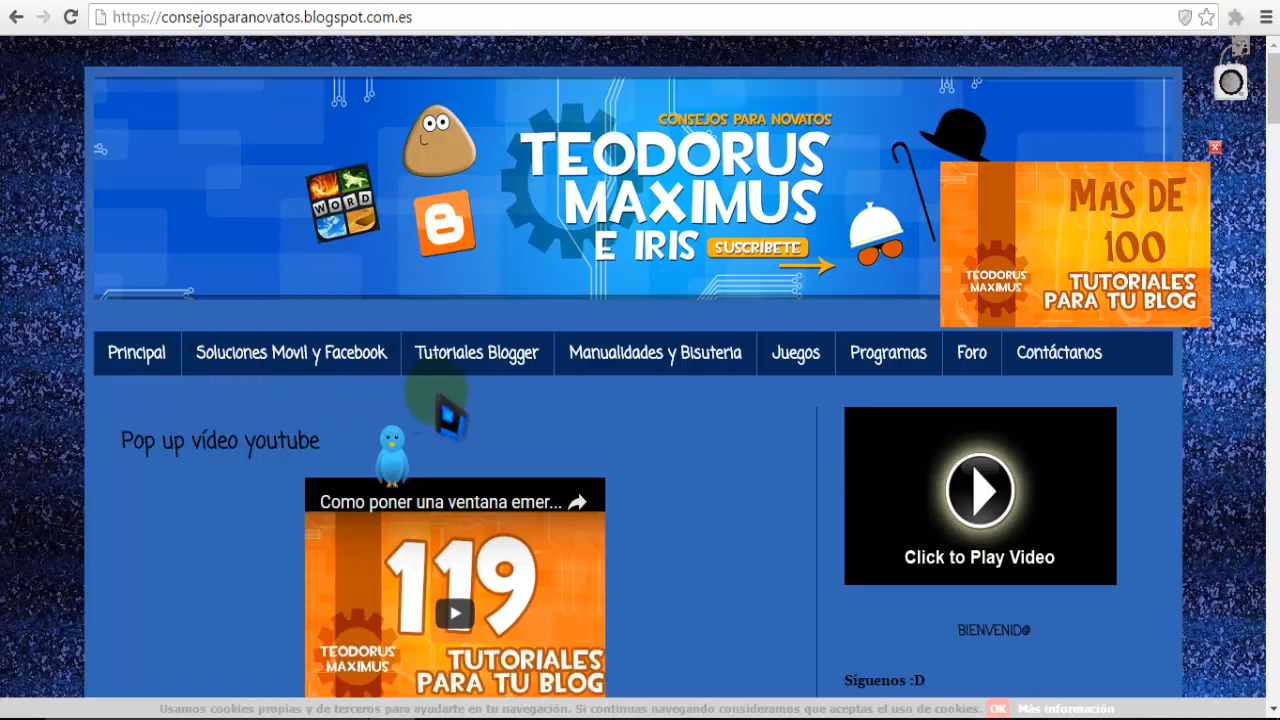 https://consejosparanovatos.blogspot.com.es
CONSEJOS PARA NOVATOS
TEODORUS
MAXIMUS
E IRIS
SUSCRÍBETE
WORD
MAS DE
100
TUTORIALES
PARA TU BLOG
TEODORUS
MAXIMUS
Principal
Soluciones Movil y Facebook
Tutoriales Blogger
Manualidades y Bisuteria
Juegos
Programas
Foro
Contáctanos
Pop up vídeo youtube
Como poner una ventana emer...
119
TEODORUS
MAXIMUS
TUTORIALES
PARA TU BLOG
Click to Play Video
BIENVENID@
Síguenos :D
Usamos cookies propias y de terceros para ayudarte en tu navegación. Si continuas navegando consideramos que aceptas el uso de cookies. OK Más información